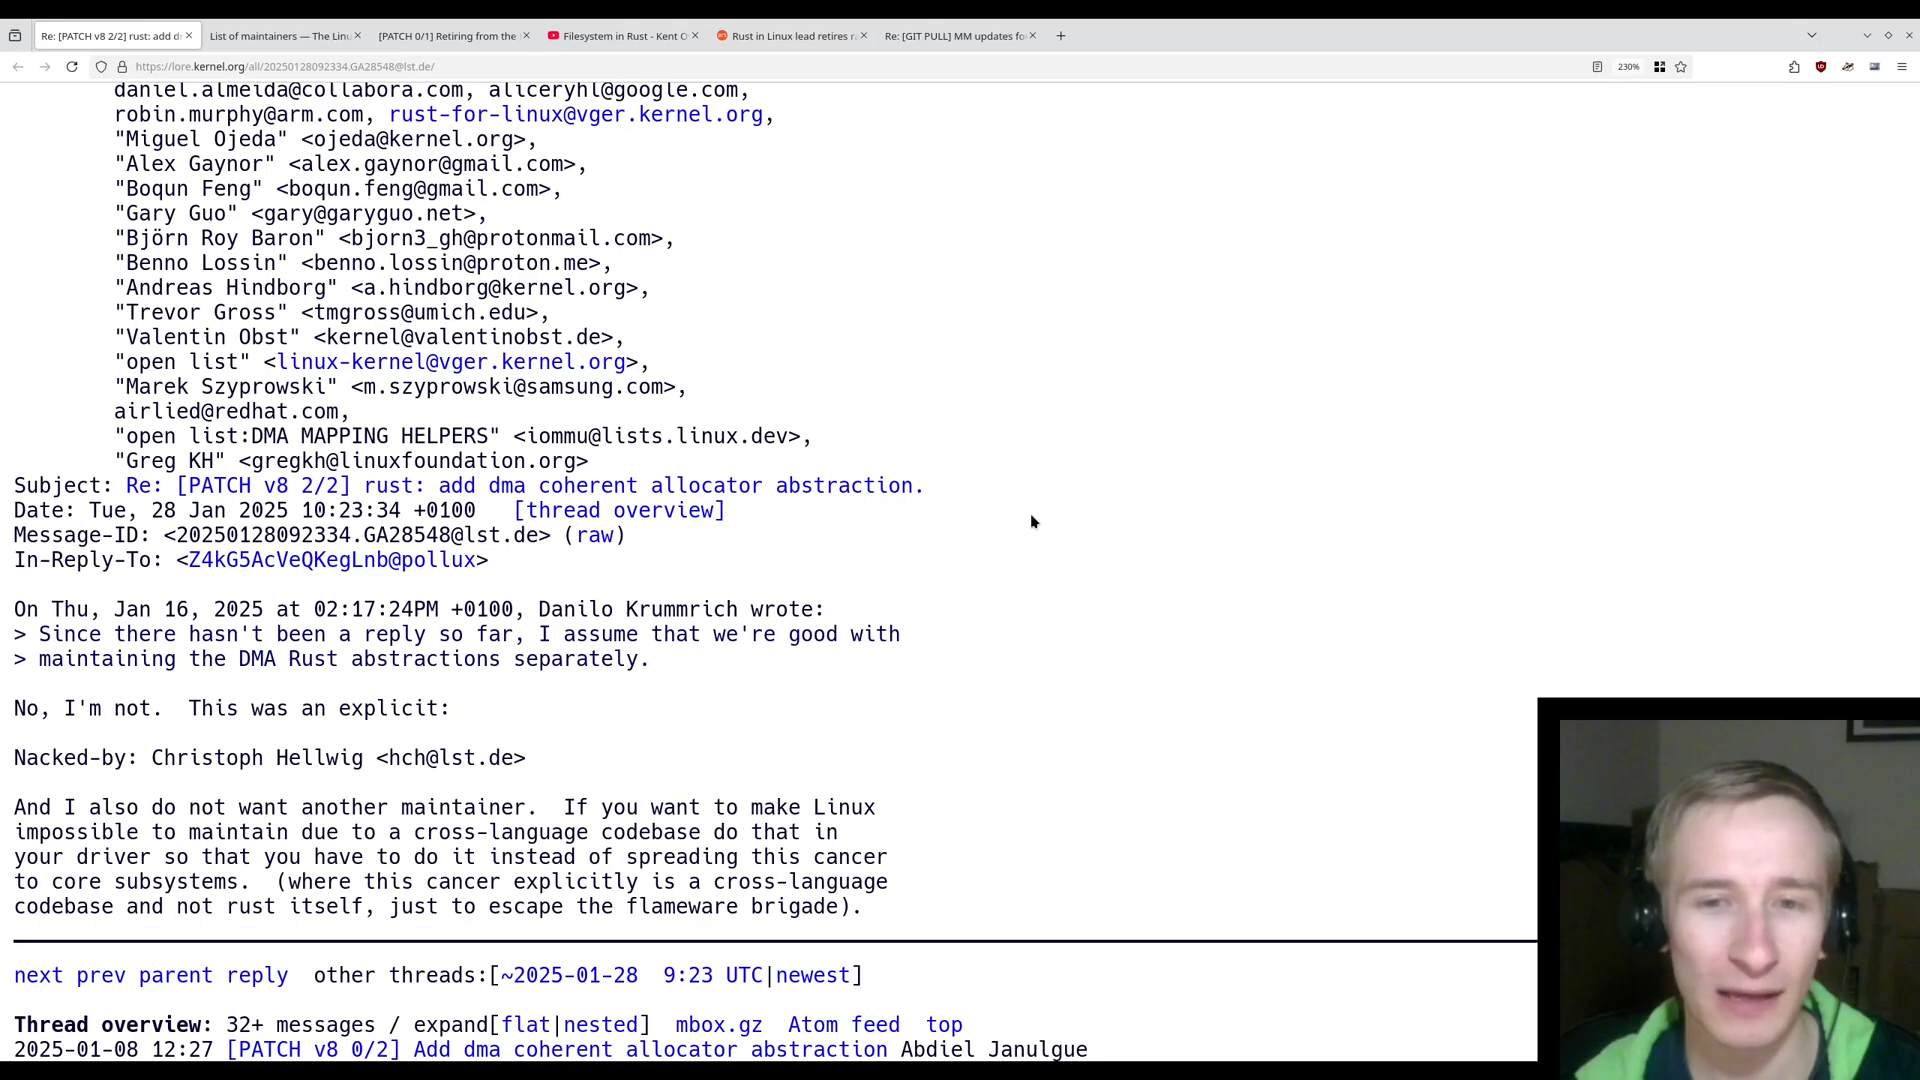 Re: [PATCH v8 2/2] rust: add d
List of maintainers — The Linu
[PATCH 0/1] Retiring from the
Filesystem in Rust - Kent O
Rust in Linux lead retires r
Re: [GIT PULL] MM updates fo
https://lore.kernel.org/all/20250128092334.GA28548@lst.de/
230%
daniel.almeida@collabora.com, aliceryhl@google.com,
robin.murphy@arm.com, rust-for-linux@vger.kernel.org,
"Miguel Ojeda" <ojeda@kernel.org>,
"Alex Gaynor" <alex.gaynor@gmail.com>,
"Boqun Feng" <boqun.feng@gmail.com>,
"Gary Guo" <gary@garyguo.net>,
"Björn Roy Baron" <bjorn3_gh@protonmail.com>,
"Benno Lossin" <benno.lossin@proton.me>,
"Andreas Hindborg" <a.hindborg@kernel.org>,
"Trevor Gross" <tmgross@umich.edu>,
"Valentin Obst" <kernel@valentinobst.de>,
"open list" <linux-kernel@vger.kernel.org>,
"Marek Szyprowski" <m.szyprowski@samsung.com>,
airlied@redhat.com,
"open list:DMA MAPPING HELPERS" <iommu@lists.linux.dev>,
"Greg KH" <gregkh@linuxfoundation.org>
Subject: Re: [PATCH v8 2/2] rust: add dma coherent allocator abstraction.
Date: Tue, 28 Jan 2025 10:23:34 +0100 [thread overview]
Message-ID: <20250128092334.GA28548@lst.de> (raw)
In-Reply-To: <Z4kG5AcVeQKegLnb@pollux>
On Thu, Jan 16, 2025 at 02:17:24PM +0100, Danilo Krummrich wrote:
> Since there hasn't been a reply so far, I assume that we're good with
> maintaining the DMA Rust abstractions separately.
No, I'm not. This was an explicit:
Nacked-by: Christoph Hellwig <hch@lst.de>
And I also do not want another maintainer. If you want to make Linux
impossible to maintain due to a cross-language codebase do that in
your driver so that you have to do it instead of spreading this cancer
to core subsystems. (where this cancer explicitly is a cross-language
codebase and not rust itself, just to escape the flameware brigade).
next prev parent reply other threads:[~2025-01-28 9:23 UTC|newest]
Thread overview: 32+ messages / expand[flat|nested] mbox.gz Atom feed top
2025-01-08 12:27 [PATCH v8 0/2] Add dma coherent allocator abstraction Abdiel Janulgue